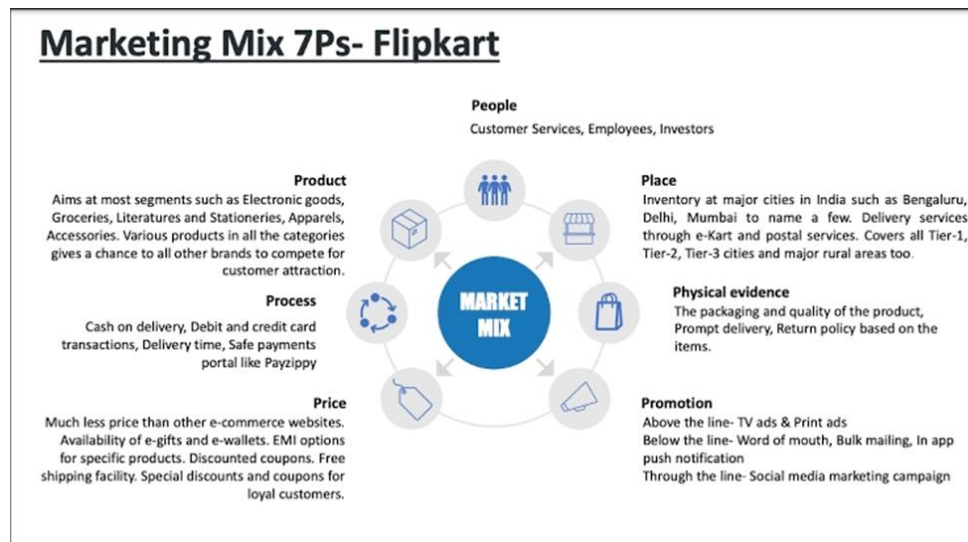 Marketing Mix 7Ps- Flipkart
People
Customer Services, Employees, Investors
Product
Aims at most segments such as Electronic goods,
Groceries, Literatures and Stationeries, Apparels,
Accessories. Various products in all the categories
gives a chance to all other brands to compete for
customer attraction.
Place
Inventory at major cities in India such as Bengaluru,
Delhi, Mumbai to name a few. Delivery services
through e-Kart and postal services. Covers all Tier-1,
Tier-2, Tier-3 cities and major rural areas too.
Process
Cash on delivery, Debit and credit card
transactions, Delivery time, Safe payments
portal like Payzippy
MARKET
MIX
Physical evidence
The packaging and quality of the product,
Prompt delivery, Return policy based on the
items.
Price
Much less price than other e-commerce websites.
Availability of e-gifts and e-wallets. EMI options
for specific products. Discounted coupons. Free
shipping facility. Special discounts and coupons for
loyal customers.
Promotion
Above the line- TV ads & Print ads
Below the line- Word of mouth, Bulk mailing, In app
push notification
Through the line- Social media marketing campaign